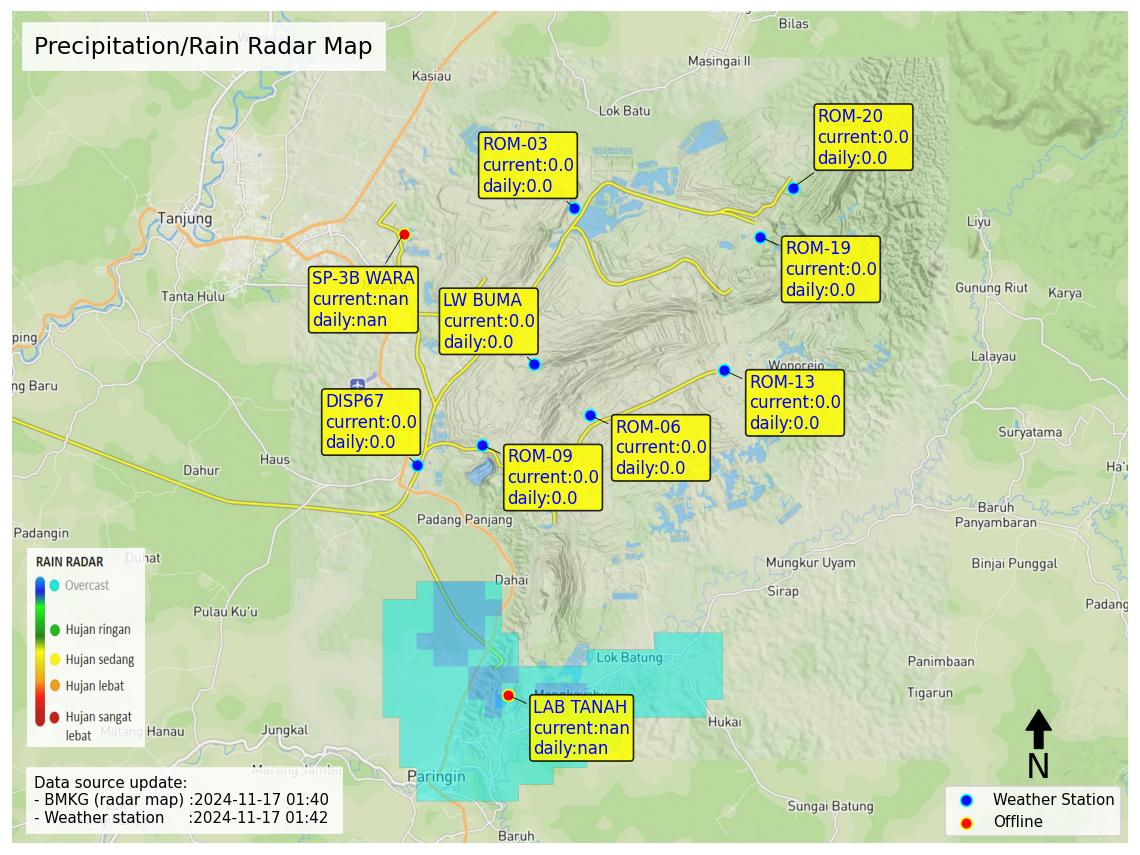 Precipitation/Rain Radar Map
Bilas
Masingai II
Kasiau
Lok Batu
ROM-20
current:0.0
daily:0.0
ROM-03
current:0.0
daily:0.0
Tanjung
Liyu
ROM-19
current:0.0
daily:0.0
SP-3B WARA
current:nan
daily:nan
Tanta Hulu
LW BUMA
current:0.0
daily:0.0
Gunung Riut
Karya
ping
Lalayau
ng Baru
Wonorejo
ROM-13
current:0.0
daily:0.0
DISP67
current:0.0
daily:0.0
ROM-06
current:0.0
daily:0.0
Suryatama
ROM-09
current:0.0
daily:0.0
Haus
Dahur
Ha'u
Padang Panjang
Baruh
Panyambaran
Padangin
Duhat
Mungkur Uyam
Binjai Punggal
Dahai
Sirap
Padang
Pulau Ku'u
RAIN RADAR
Overcast
Hujan ringan
Hujan sedang
Hujan lebat
Hujan sangat
lebat
Lok Batung
Panimbaan
Tigarun
LAB TANAH
current:nan
daily:nan
Hukai
Matang Hanau
Jungkal
Paringin
N
Data source update:
- BMKG (radar map) :2024-11-17 01:40
- Weather station :2024-11-17 01:42
Weather Station
Offline
Sungai Batung
Baruh